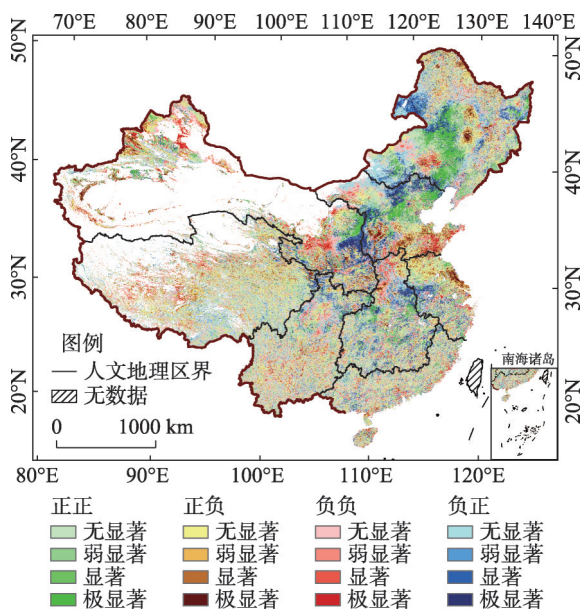 70°E 80°E 90°E 100°E 110°E 120°E 130°E 140°E
50°N 50°N
40°N 40°N
30°N 30°N
20°N 20°N
图例
人文地理区界
无数据
0 1000 km
南海诸岛
80°E 90°E 100°E 110°E 120°E
正正 正负 负负 负正
无显著 无显著 无显著 无显著
弱显著 弱显著 弱显著 弱显著
显著 显著 显著 显著
极显著 极显著 极显著 极显著